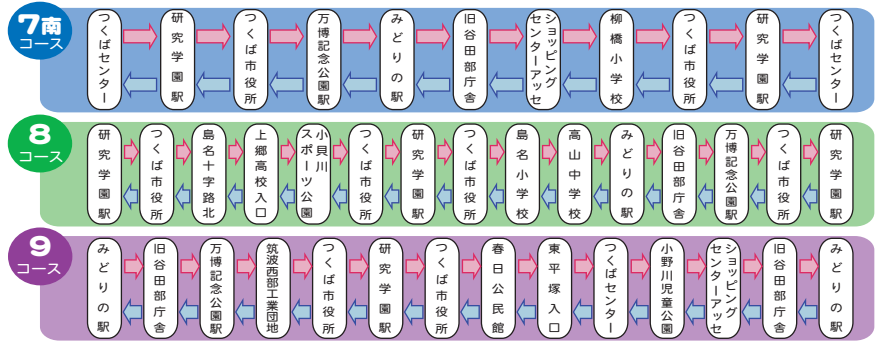 7南
コース
つくばセンター
研究学園駅
つくば市役所
万博記念公園駅
みどりの駅
旧谷田部庁舎
ショッピング
センターアッセ
柳橋小学校
つくば市役所
研究学園駅
つくばセンター
8
コース
研究学園駅
つくば市役所
島名十字路北
上郷高校入口
小貝川
スポーツ公園
つくば市役所
研究学園駅
つくば市役所
島名小学校
高山中学校
みどりの駅
旧谷田部庁舎
万博記念公園駅
つくば市役所
研究学園駅
9
コース
みどりの駅
旧谷田部庁舎
万博記念公園駅
筑波西部工業団地
つくば市役所
研究学園駅
つくば市役所
春日公民館
東平塚入口
つくばセンター
小野川児童公園
ショッピング
センターアッセ
旧谷田部庁舎
みどりの駅